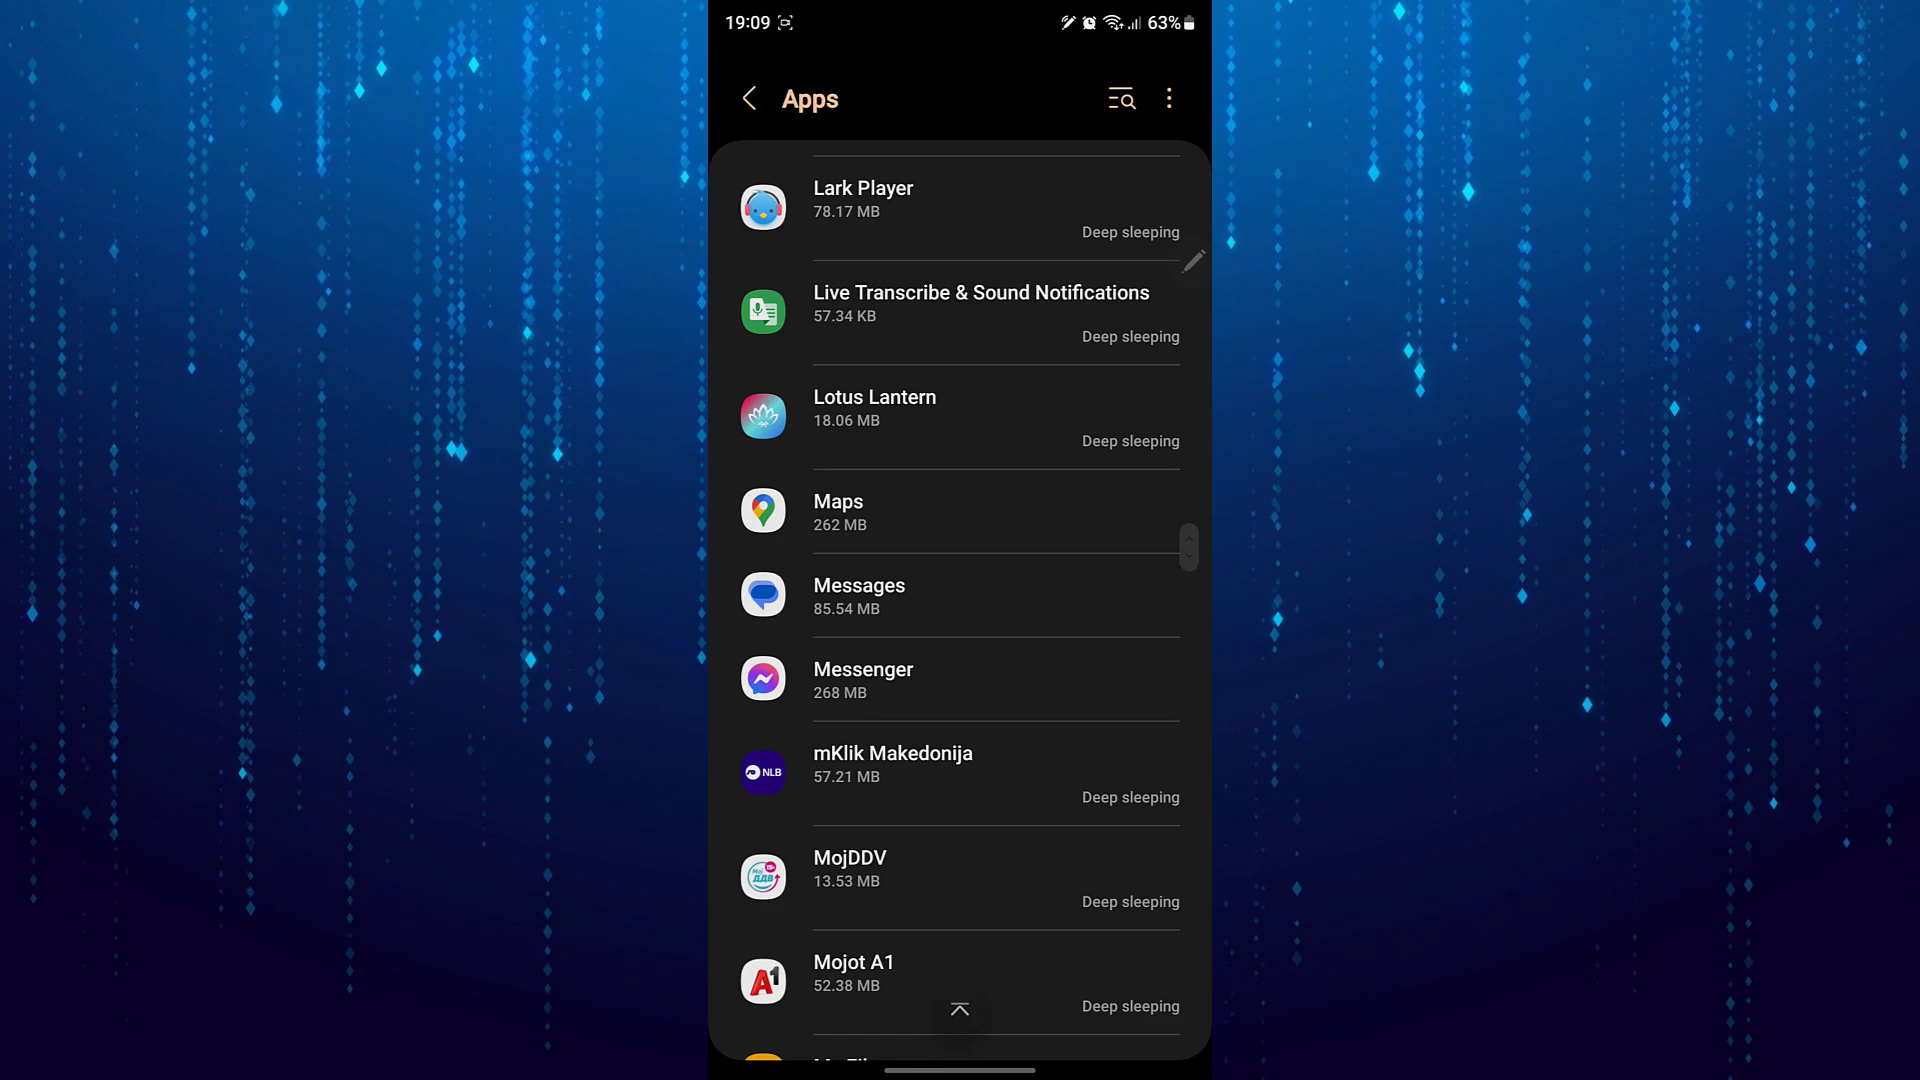 19:09 63%
Apps
Lark Player
78.17 MB
Deep sleeping
Live Transcribe & Sound Notifications
57.34 KB
Deep sleeping
Lotus Lantern
18.06 MB
Deep sleeping
Maps
262 MB
Messages
85.54 MB
Messenger
268 MB
mKlik Makedonija
NLB
57.21 MB
Deep sleeping
MojDDV
Мој
ДДВ
13.53 MB
Deep sleeping
Mojot A1
A1
52.38 MB
Deep sleeping